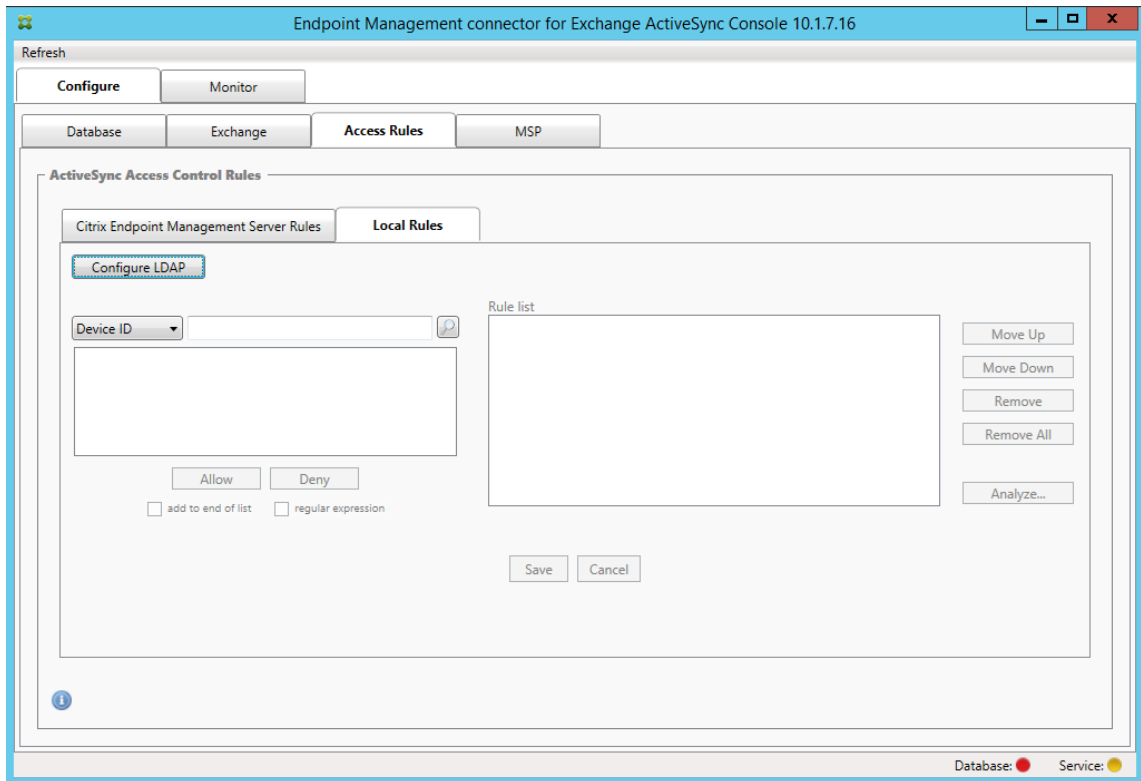 Endpoint Management connector for Exchange ActiveSync Console 10.1.7.16
Refresh
Configure
Monitor
Database
Exchange
Access Rules
MSP
ActiveSync Access Control Rules
Citrix Endpoint Management Server Rules
Local Rules
Configure LDAP
Device ID
Rule list
Move Up
Move Down
Remove
Remove All
Analyze...
Allow
Deny
add to end of list
regular expression
Save
Cancel
Database:
Service: